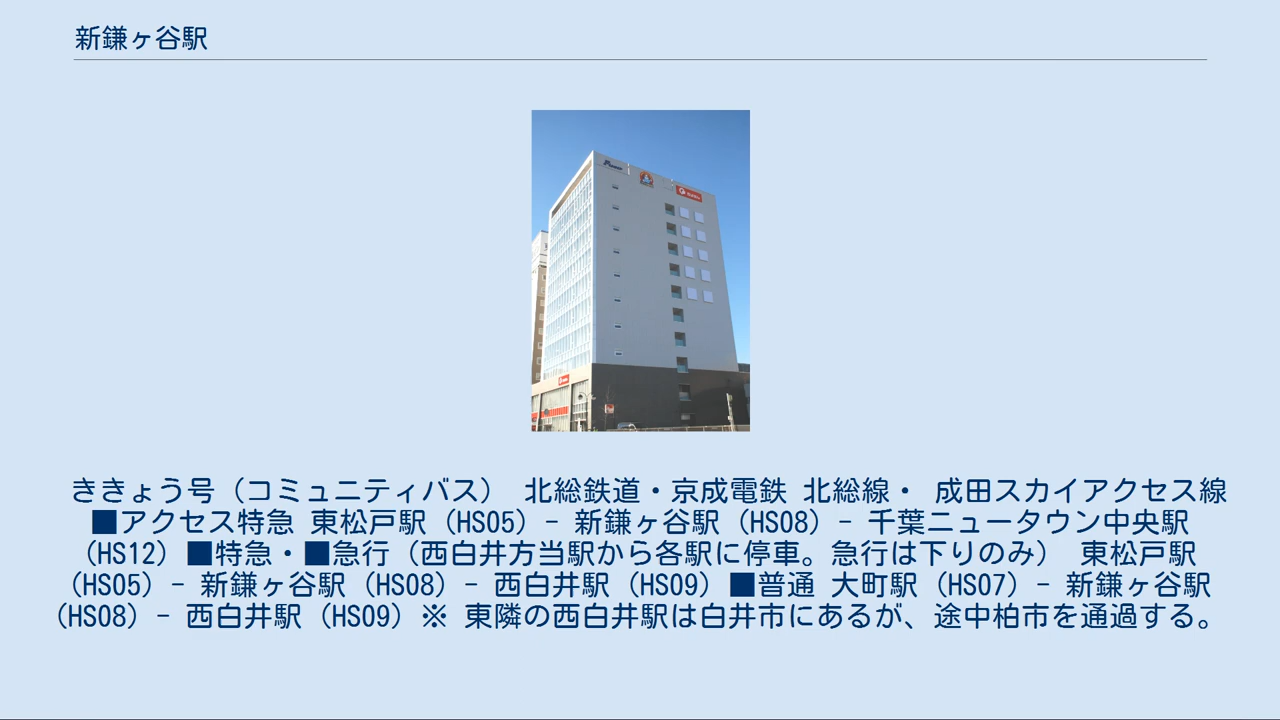 新鎌ヶ谷駅
ききょう号（コミュニティバス） 北総鉄道・京成電鉄 北総線・ 成田スカイアクセス線
■アクセス特急 東松戸駅（HS05）- 新鎌ヶ谷駅（HS08）- 千葉ニュータウン中央駅
（HS12）■特急・■急行（西白井方当駅から各駅に停車。急行は下りのみ） 東松戸駅
（HS05）- 新鎌ヶ谷駅（HS08）- 西白井駅（HS09）■普通 大町駅（HS07）- 新鎌ヶ谷駅
（HS08）- 西白井駅（HS09）※ 東隣の西白井駅は白井市にあるが、途中柏市を通過する。